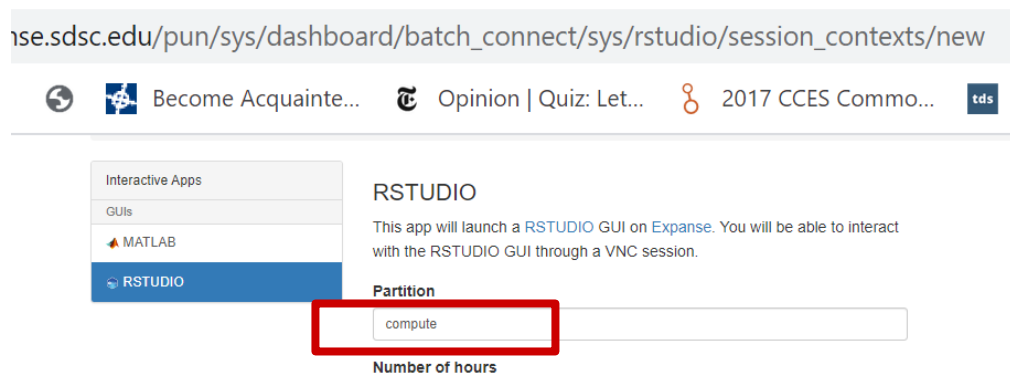 nse.sdsc.edu/pun/sys/dashboard/batch_connect/sys/rstudio/session_contexts/new
Become Acquainte... Opinion | Quiz: Let... 2017 CCES Commo... tds
Interactive Apps
GUIs
MATLAB
RSTUDIO
RSTUDIO
This app will launch a RSTUDIO GUI on Expanse. You will be able to interact
with the RSTUDIO GUI through a VNC session.
Partition
compute
Number of hours